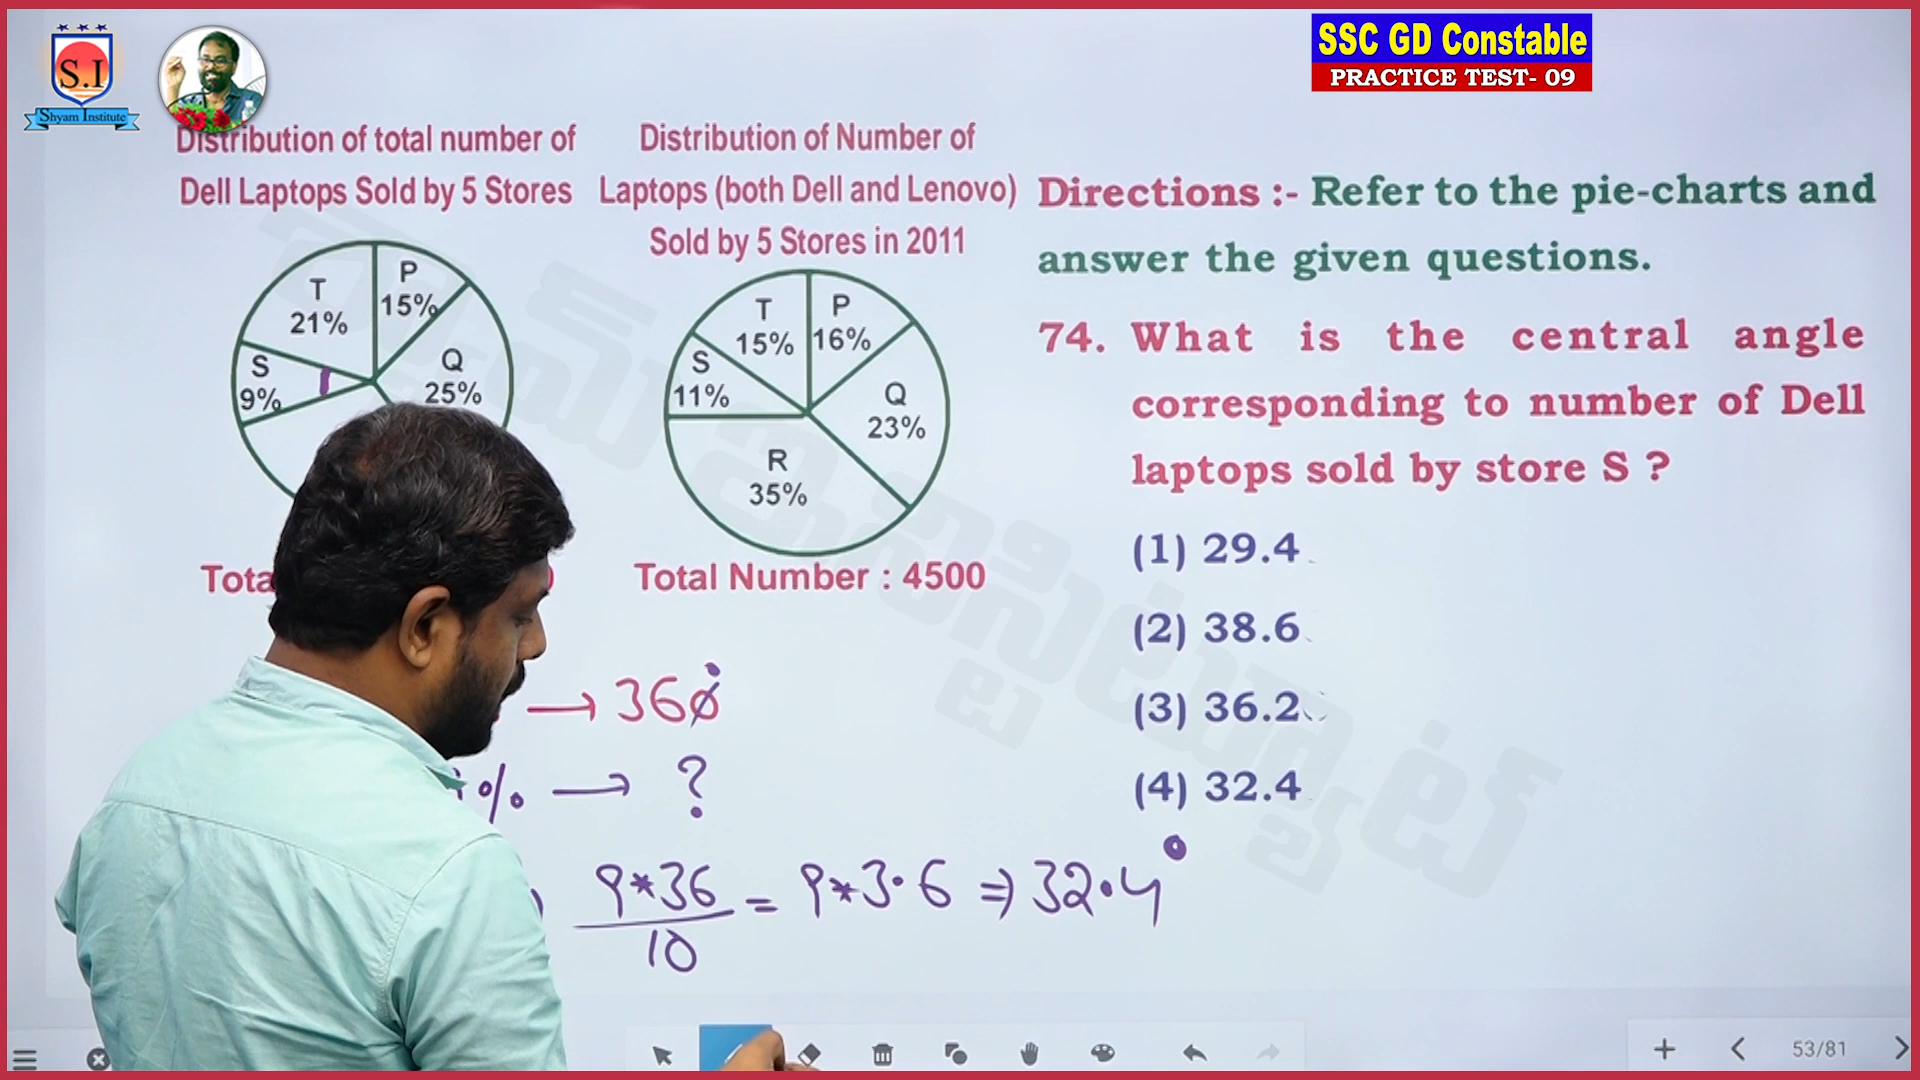 S.I
Shyam Institute
SSC GD Constable
PRACTICE TEST- 09
Distribution of total number of
Dell Laptops Sold by 5 Stores
T
21%
P
15%
S
9%
Q
25%
Distribution of Number of
Laptops (both Dell and Lenovo)
Sold by 5 Stores in 2011
T
15%
P
16%
S
11%
Q
23%
R
35%
Total Number : 4500
Directions :- Refer to the pie-charts and
answer the given questions.
74. What is the central angle
corresponding to number of Dell
laptops sold by store S ?
(1) 29.4
(2) 38.6
(3) 36.2
(4) 32.4
→ 360°
% → ?
9*36
10
= 9*3.6 ⇒ 32.4°
53/81